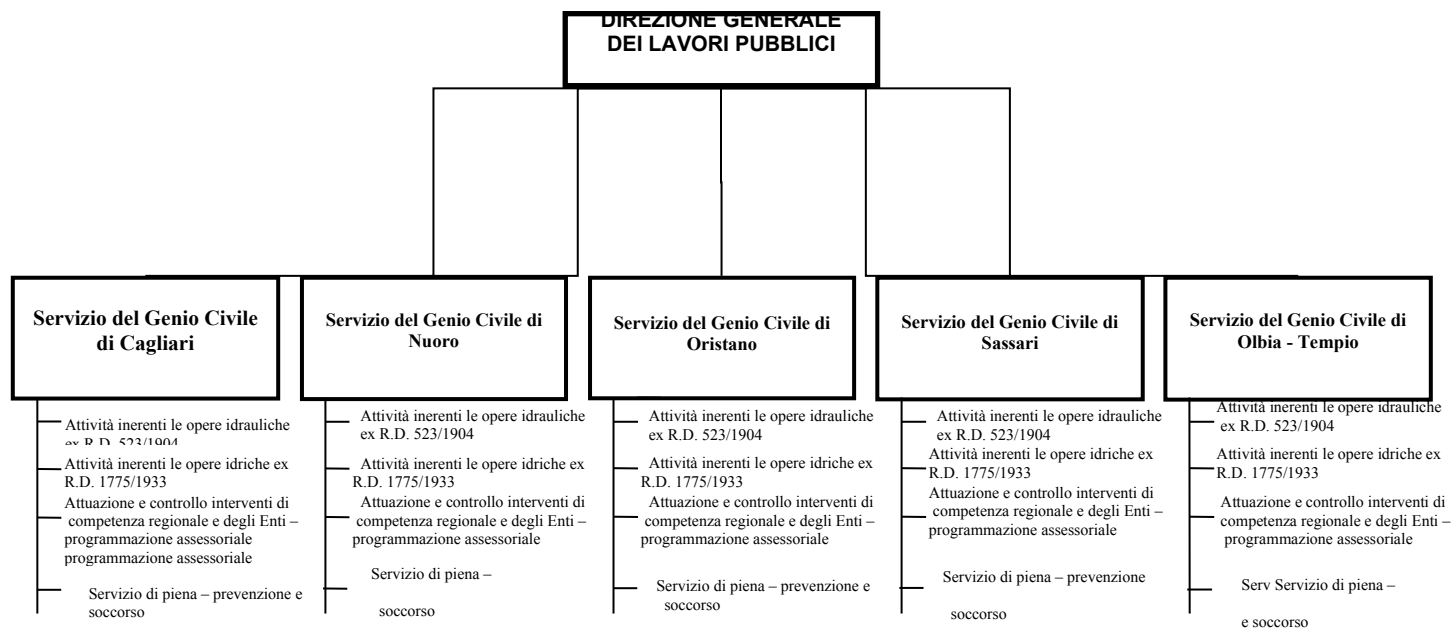 DIREZIONE GENERALE
DEI LAVORI PUBBLICI
Servizio del Genio Civile
di Cagliari
Attività inerenti le opere idrauliche
ex R.D. 523/1904
Attività inerenti le opere idriche ex
R.D. 1775/1933
Attuazione e controllo interventi di
competenza regionale e degli Enti –
programmazione assessoriale
programmazione assessoriale
Servizio di piena – prevenzione e
soccorso
Servizio del Genio Civile di
Nuoro
Attività inerenti le opere idrauliche
ex R.D. 523/1904
Attività inerenti le opere idriche ex
R.D. 1775/1933
Attuazione e controllo interventi di
competenza regionale e degli Enti –
programmazione assessoriale
Servizio di piena –
soccorso
Servizio del Genio Civile di
Oristano
Attività inerenti le opere idrauliche
ex R.D. 523/1904
Attività inerenti le opere idriche ex
R.D. 1775/1933
Attuazione e controllo interventi di
competenza regionale e degli Enti –
programmazione assessoriale
Servizio di piena – prevenzione e
soccorso
Servizio del Genio Civile di
Sassari
Attività inerenti le opere idrauliche
ex R.D. 523/1904
Attività inerenti le opere idriche ex
R.D. 1775/1933
Attuazione e controllo interventi di
competenza regionale e degli Enti –
programmazione assessoriale
Servizio di piena – prevenzione
soccorso
Servizio del Genio Civile di
Olbia - Tempio
Attività inerenti le opere idrauliche
ex R.D. 523/1904
Attività inerenti le opere idriche ex
R.D. 1775/1933
Attuazione e controllo interventi di
competenza regionale e degli Enti –
programmazione assessoriale
Serv Servizio di piena –
e soccorso